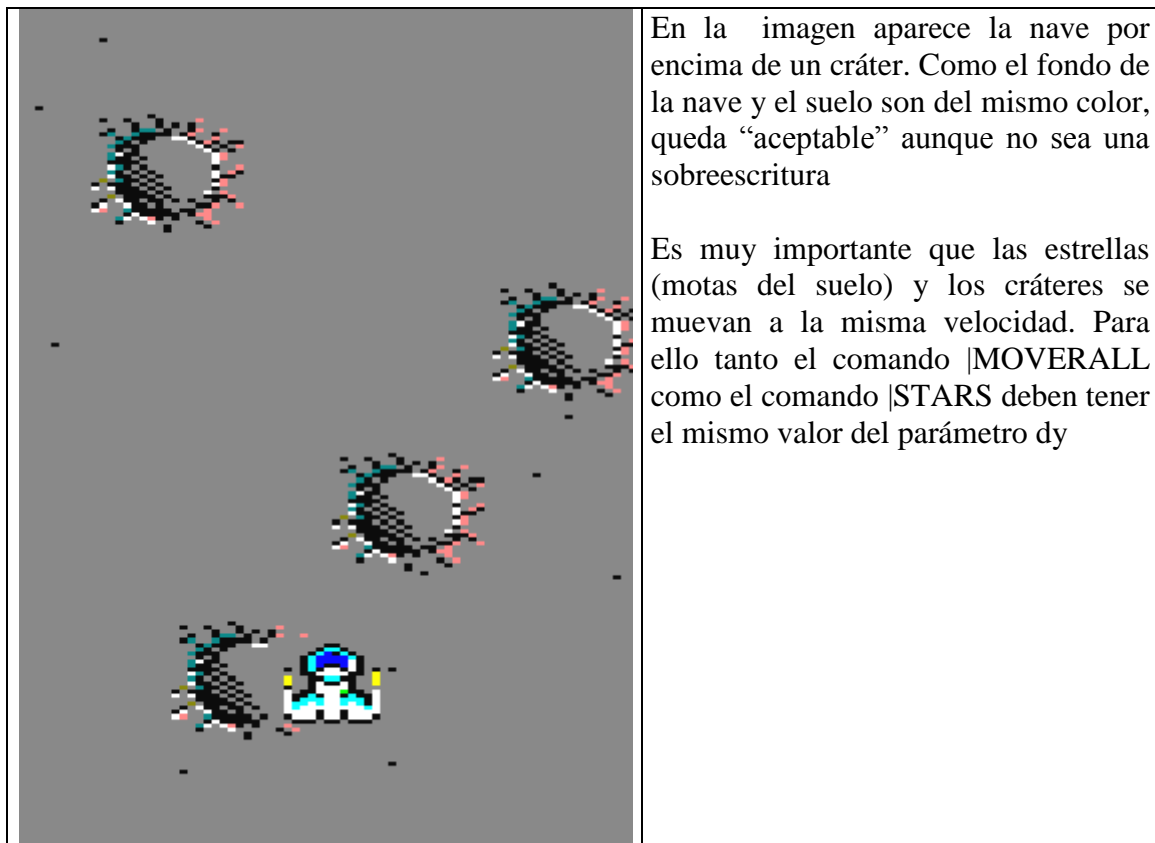 En la imagen aparece la nave por
encima de un cráter. Como el fondo de
la nave y el suelo son del mismo color,
queda “aceptable” aunque no sea una
sobreescritura
Es muy importante que las estrellas
(motas del suelo) y los cráteres se
muevan a la misma velocidad. Para
ello tanto el comando |MOVERALL
como el comando |STARS deben tener
el mismo valor del parámetro dy